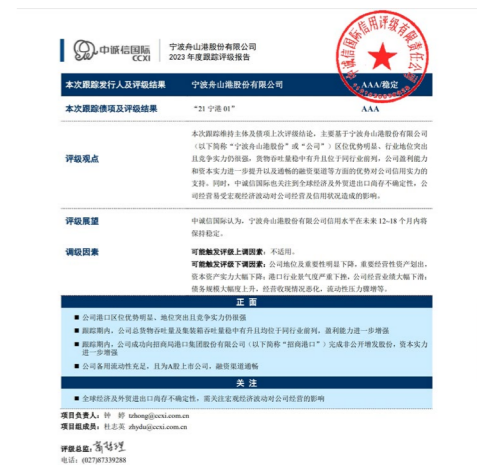 中诚信国际
CCXI
宁波舟山港股份有限公司
2023 年度跟踪评级报告
中诚信国际信用评级有限责任公司
本次跟踪发行人及评级结果 宁波舟山港股份有限公司 AAA/稳定
本次跟踪债项及评级结果 “21 宁港 01” AAA
本次跟踪维持主体及债项上次评级结论，主要基于宁波舟山港股份有限公司
（以下简称“宁波舟山港股份”或“公司”）区位优势明显、行业地位突出
且竞争实力仍很强，货物吞吐量稳中有升且位于同行业前列，公司盈利能力
评级观点 和资本实力进一步提升以及通畅的融资渠道等方面的优势对公司信用实力的
支持。同时，中诚信国际也关注到全球经济及外贸进出口尚存不确定性，公
司经营易受宏观经济波动对公司经营及信用状况造成的影响。
评级展望 中诚信国际认为，宁波舟山港股份有限公司信用水平在未来 12~18 个月内将
保持稳定。
调级因素 可能触发评级上调因素：不适用。
可能触发评级下调因素：公司地位及重要性明显下降，重要经营性资产划出，
资本资产实力大幅下降；港口行业景气度严重下挫，公司经营业绩大幅下滑；
债务规模大幅度上升，经营收现情况恶化，流动性压力骤增等。
正 面
■ 公司港口区位优势明显、地位突出且竞争实力仍很强
■ 跟踪期内，公司总货物吞吐量及集装箱吞吐量稳中有升且均位于同行业前列，盈利能力进一步增强
■ 跟踪期内，公司成功向招商局港口集团股份有限公司（以下简称“招商港口”）完成非公开增发股份，资本实力
进一步增强
■ 公司备用流动性充足，且为A股上市公司，融资渠道通畅
关 注
■ 全球经济及外贸进出口尚存不确定性，需关注宏观经济波动对公司经营的影响
项目负责人：钟 婷 tzhong@ccxi.com.cn
项目组成员：杜志英 zhydu@ccxi.com.cn
评级总监：
电话：(027)87339288